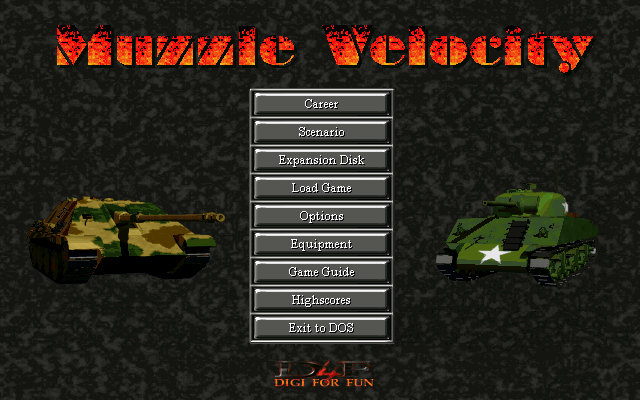 Muzzle Velocity
Career
Scenario
Expansion Disk
Load Game
Options
Equipment
Game Guide
Highscores
Exit to DOS
D4F
DIGI FOR FUN